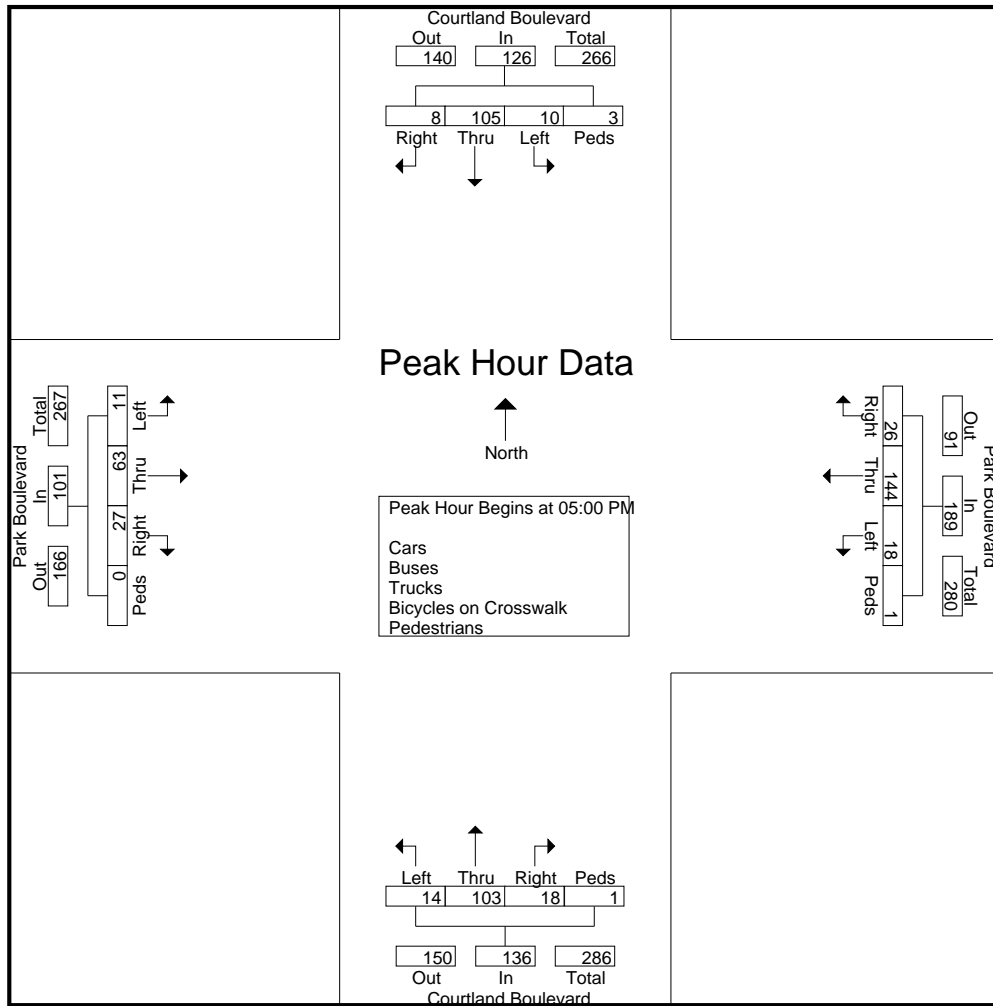 Courtland Boulevard
Out In Total
140 126 266
8 105 10 3
Right Thru Left Peds
Peak Hour Data
North
Peak Hour Begins at 05:00 PM
Cars
Buses
Trucks
Bicycles on Crosswalk
Pedestrians
Park Boulevard
Out In Total
166 101 267
0 27 63 11
Peds Right Thru Left
Park Boulevard
Out In Total
91 189 280
26 144 18 1
Right Thru Left Peds
Left Thru Right Peds
14 103 18 1
150 136 286
Out In Total
Courtland Boulevard